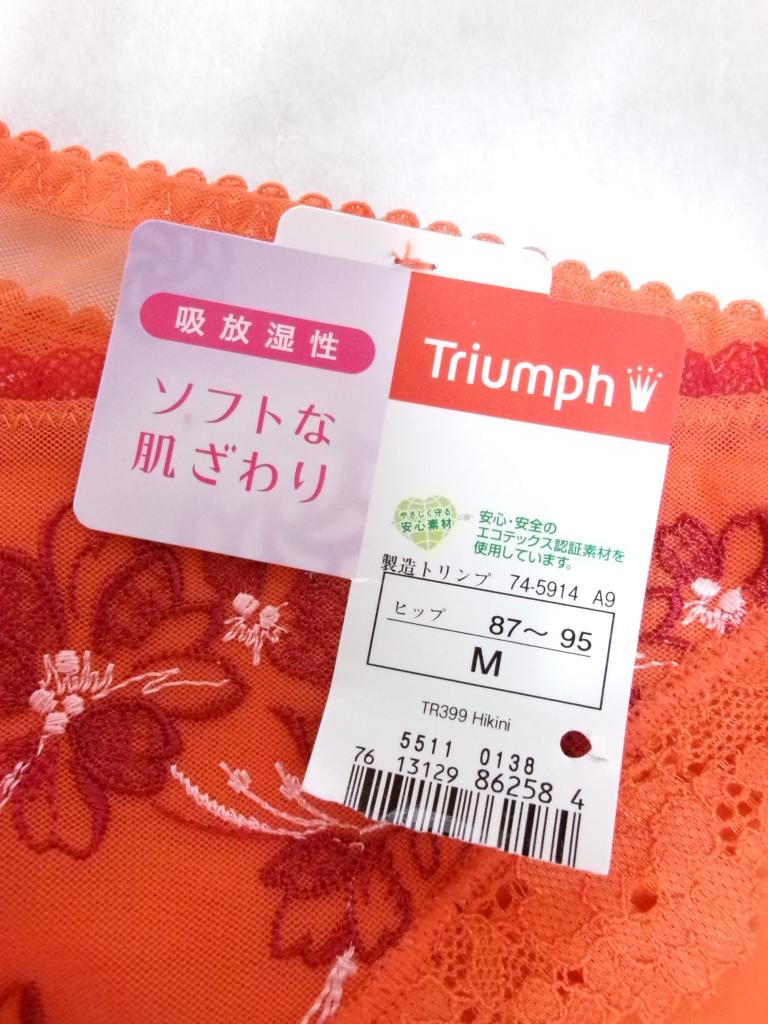 吸放湿性
ソフトな
肌ざわり
Triumph
やさしく守る
安心素材
安心・安全の
エコテックス認証素材を
使用しています。
製造トリンプ 74-5914 A9
ヒップ 87〜95
M
TR399 Hikini
5511 0138
76 13129 86258 4